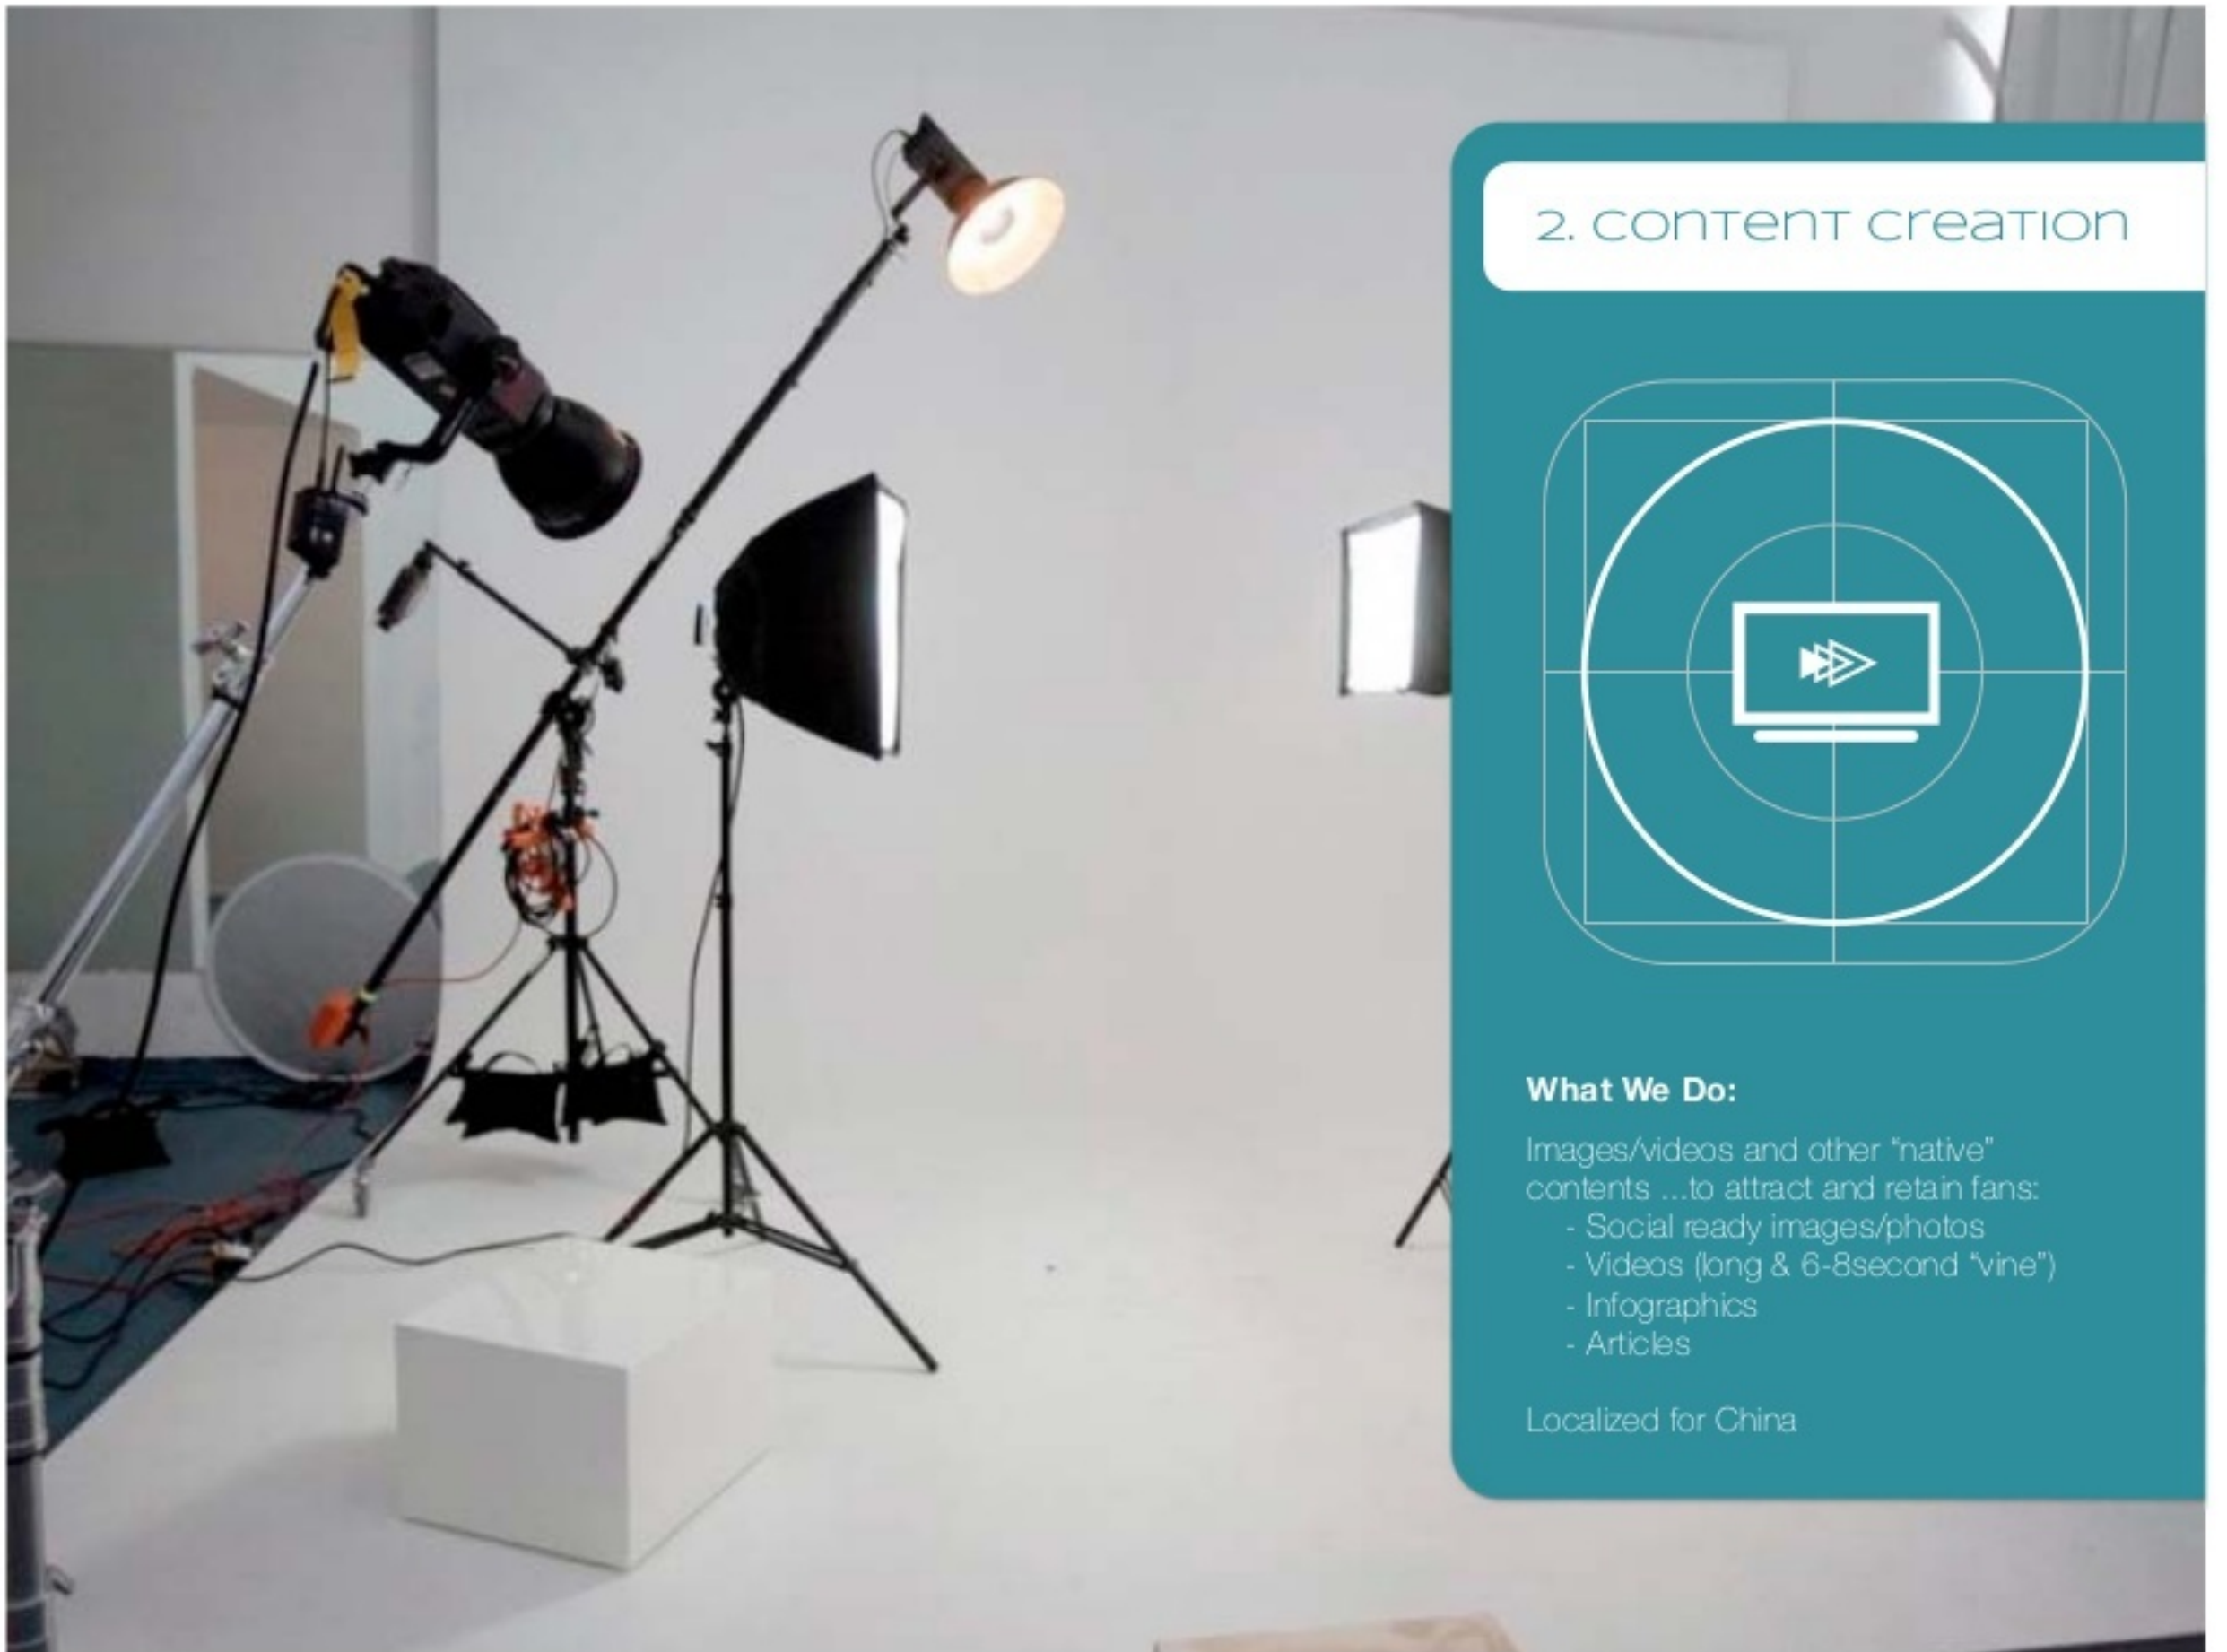 2. Content Creation
What We Do:
Images/videos and other “native”
contents ...to attract and retain fans:
- Social ready images/photos
- Videos (long & 6-8second “vine”)
- Infographics
- Articles
Localized for China